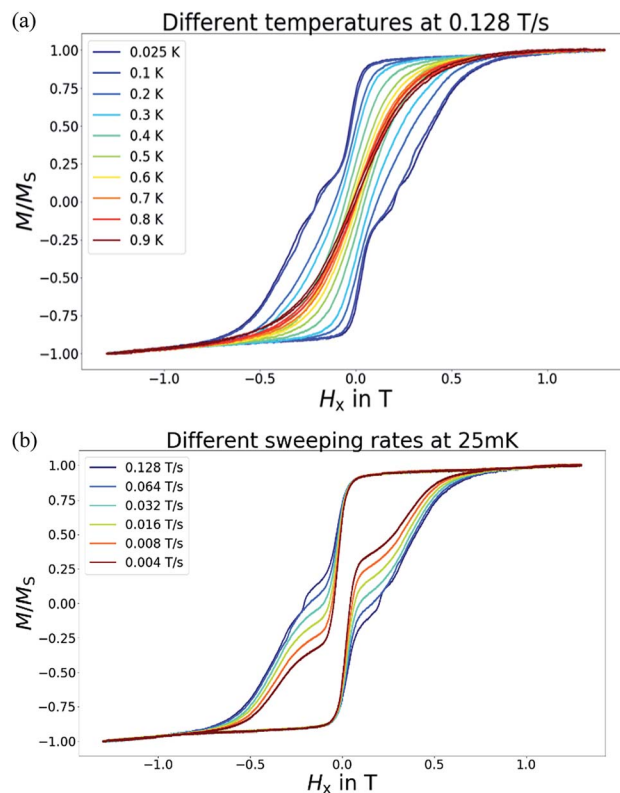 (a)
Different temperatures at 0.128 T/s
1.00
0.75
0.50
0.25
0.00
−0.25
−0.50
−0.75
−1.00
M/MS
0.025 K
0.1 K
0.2 K
0.3 K
0.4 K
0.5 K
0.6 K
0.7 K
0.8 K
0.9 K
−1.0 −0.5 0.0 0.5 1.0
Hx in T
(b)
Different sweeping rates at 25mK
1.00
0.75
0.50
0.25
0.00
−0.25
−0.50
−0.75
−1.00
M/MS
0.128 T/s
0.064 T/s
0.032 T/s
0.016 T/s
0.008 T/s
0.004 T/s
−1.0 −0.5 0.0 0.5 1.0
Hx in T